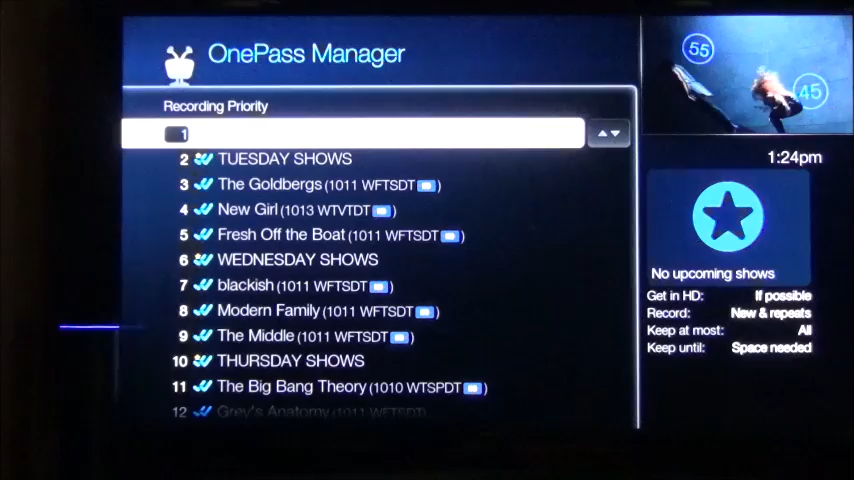 OnePass Manager
55
45
Recording Priority
1
1:24pm
2 TUESDAY SHOWS
3 The Goldbergs (1011 WFTSDT)
4 New Girl (1013 WTVTDT)
5 Fresh Off the Boat (1011 WFTSDT)
6 WEDNESDAY SHOWS
7 blackish (1011 WFTSDT)
8 Modern Family (1011 WFTSDT)
9 The Middle (1011 WFTSDT)
10 THURSDAY SHOWS
11 The Big Bang Theory (1010 WTSPDT)
12 Grey's Anatomy (1011 WFTSDT)
No upcoming shows
Get in HD: If possible
Record: New & repeats
Keep at most: All
Keep until: Space needed